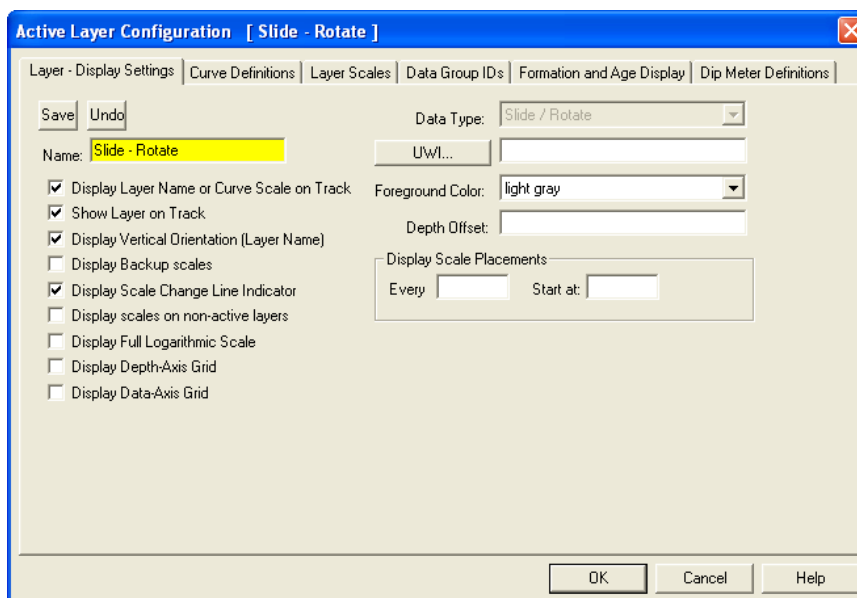 Active Layer Configuration [ Slide - Rotate ]
Layer - Display Settings Curve Definitions Layer Scales Data Group IDs Formation and Age Display Dip Meter Definitions
Save Undo
Name: Slide - Rotate
Display Layer Name or Curve Scale on Track
Show Layer on Track
Display Vertical Orientation (Layer Name)
Display Backup scales
Display Scale Change Line Indicator
Display scales on non-active layers
Display Full Logarithmic Scale
Display Depth-Axis Grid
Display Data-Axis Grid
Data Type: Slide / Rotate
UWI...
Foreground Color: light gray
Depth Offset:
Display Scale Placements
Every Start at:
OK Cancel Help